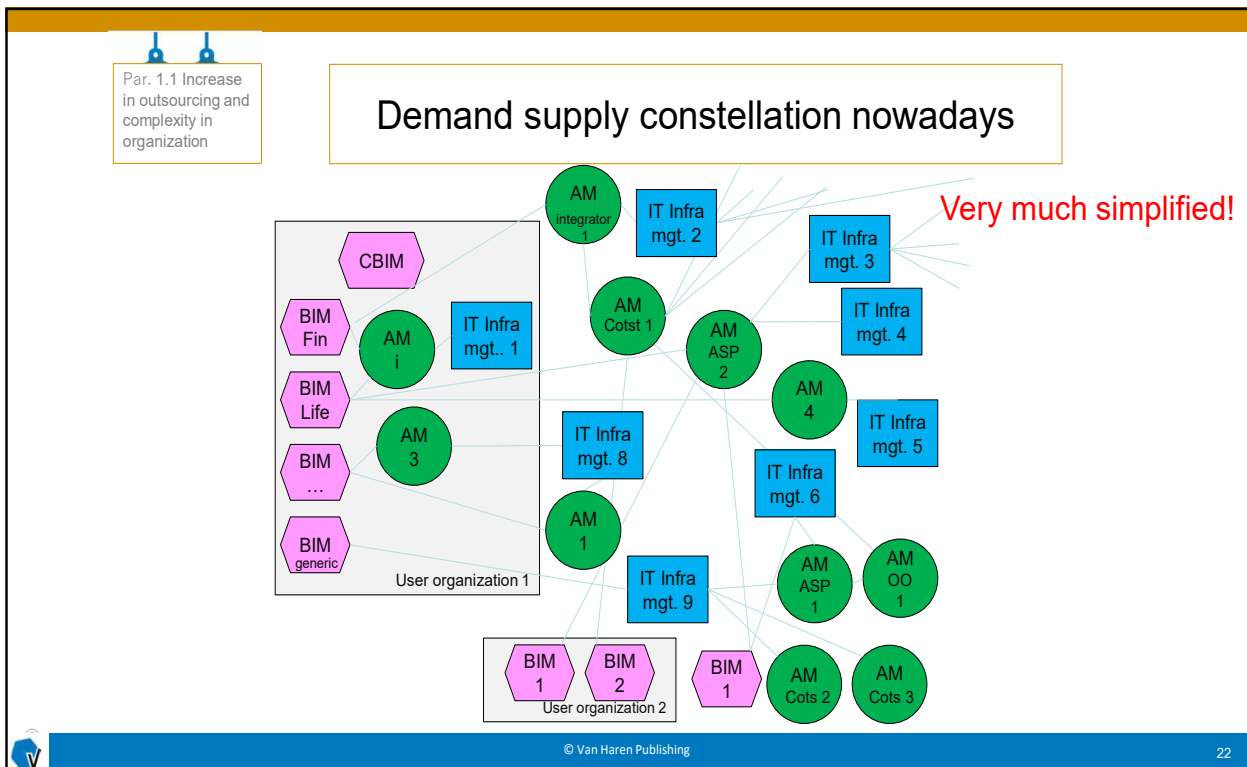 Par. 1.1 Increase
in outsourcing and
complexity in
organization
Demand supply constellation nowadays
Very much simplified!
AM
integrator
1
IT Infra
mgt. 2
IT Infra
mgt. 3
CBIM
AM
Cotst 1
IT Infra
mgt. 4
BIM
Fin
AM
i
IT Infra
mgt.. 1
AM
ASP
2
BIM
Life
AM
4
IT Infra
mgt. 5
AM
3
IT Infra
mgt. 8
BIM
…
IT Infra
mgt. 6
AM
1
BIM
generic
User organization 1
IT Infra
mgt. 9
AM
ASP
1
AM
OO
1
BIM
1
BIM
2
User organization 2
BIM
1
AM
Cots 2
AM
Cots 3
© Van Haren Publishing
22